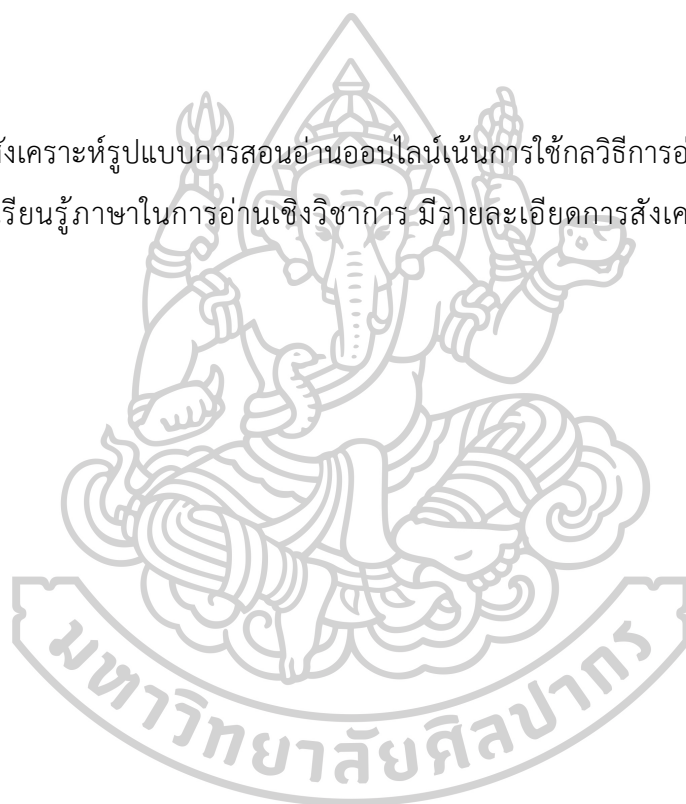 ังเคราะห์รูปแบบการสอนอ่านออนไลน์เน้นการใช้กลวิธีการอ่
เรียนรู้ภาษาในการอ่านเชิงวิชาการ มีรายละเอียดการสังเค
มหาวิทยาลัยศิลปากร